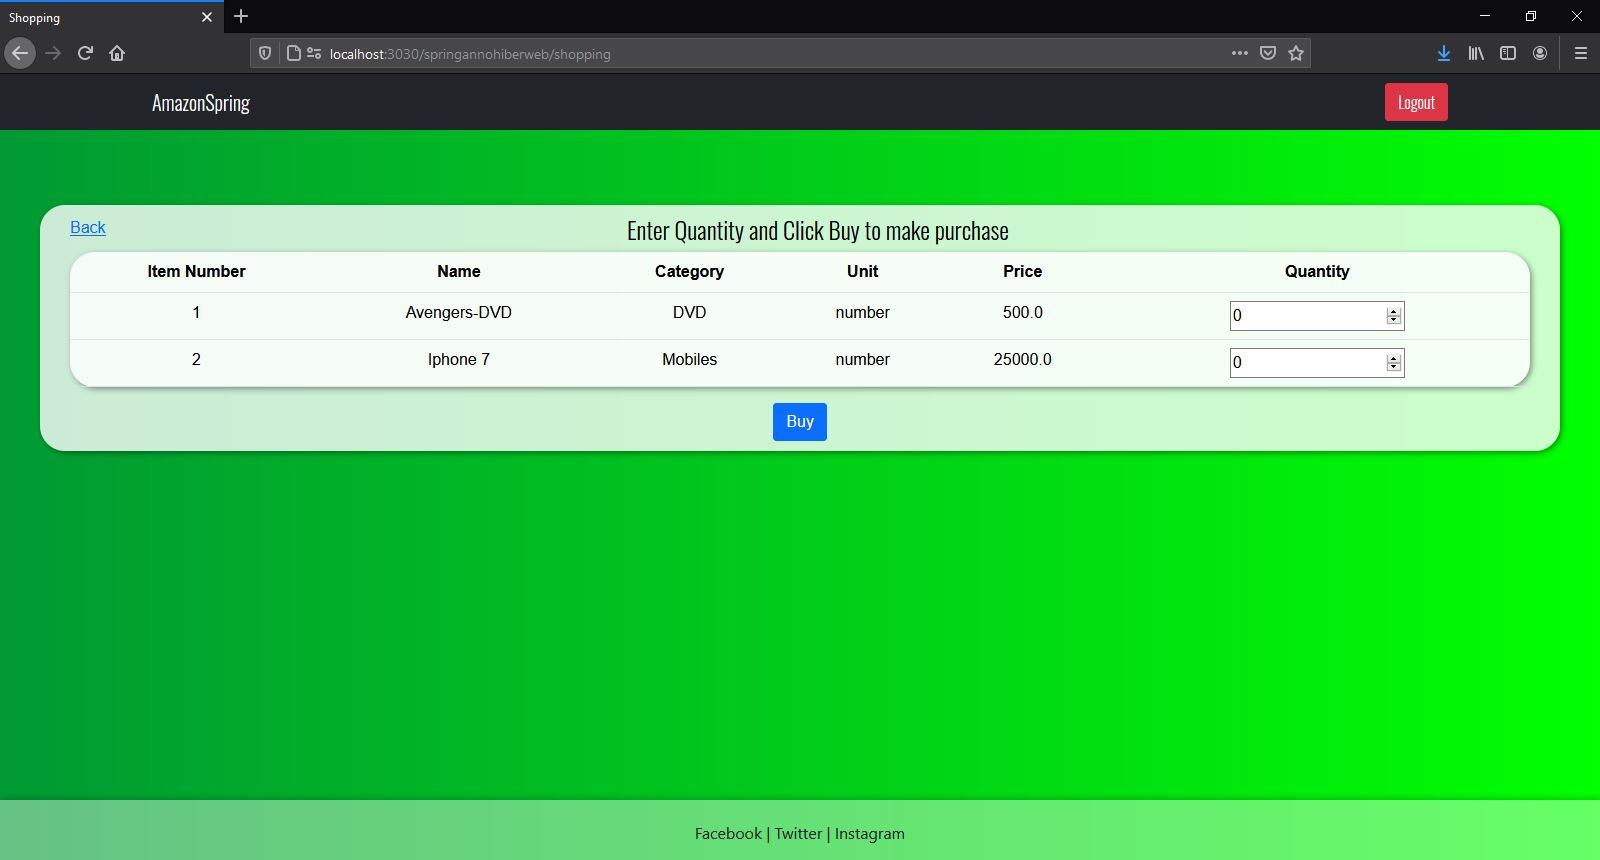 Shopping
localhost:3030/springannohiberweb/shopping
AmazonSpring Logout
Back Enter Quantity and Click Buy to make purchase
Item Number Name Category Unit Price Quantity
1 Avengers-DVD DVD number 500.0 0
2 Iphone 7 Mobiles number 25000.0 0
Buy
Facebook | Twitter | Instagram